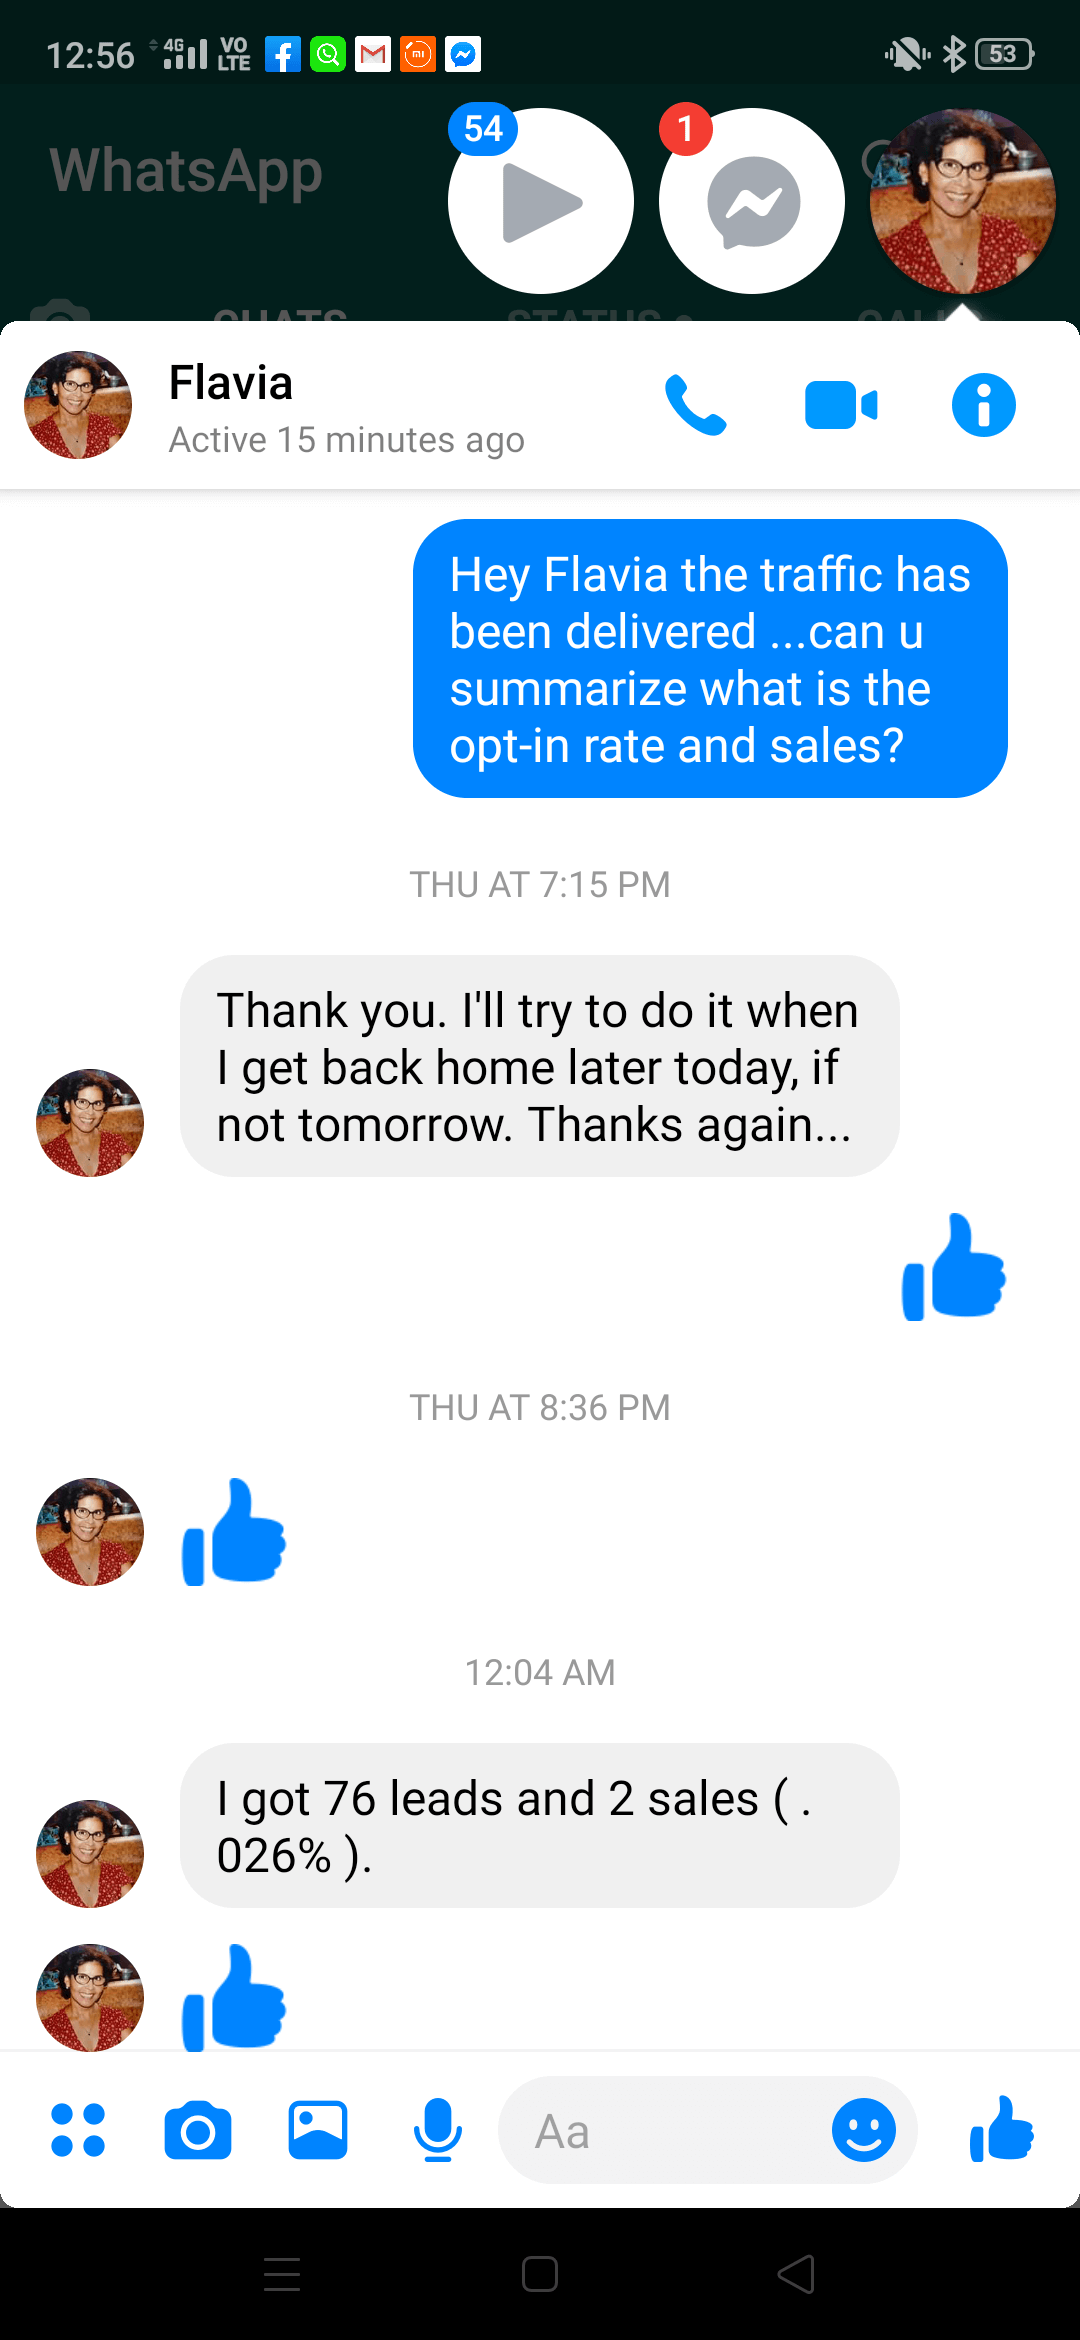 12:56 4G VO LTE mi 53
54 1
WhatsApp
CHATS STATUS CALLS
Flavia
Active 15 minutes ago
Hey Flavia the traffic has
been delivered ...can u
summarize what is the
opt-in rate and sales?
THU AT 7:15 PM
Thank you. I'll try to do it when
I get back home later today, if
not tomorrow. Thanks again...
THU AT 8:36 PM
12:04 AM
I got 76 leads and 2 sales ( .
026% ).
Aa